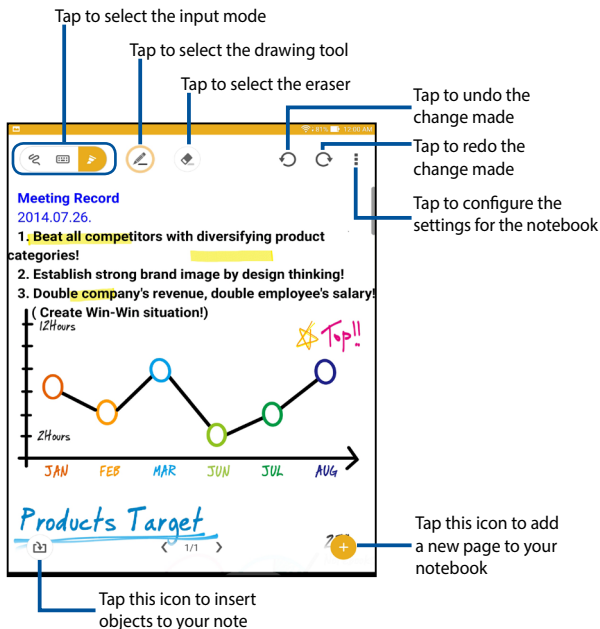 Tap to select the input mode
Tap to select the drawing tool
Tap to select the eraser
Tap to undo the
change made
Tap to redo the
change made
Tap to configure the
settings for the notebook
81% 12:00 AM
Meeting Record
2014.07.26.
1. Beat all competitors with diversifying product
categories!
2. Establish strong brand image by design thinking!
3. Double company's revenue, double employee's salary!
( Create Win-Win situation!)
12Hours
Top!!
2Hours
JAN FEB MAR JUN JUL AUG
Products Target
1/1
Tap this icon to add
a new page to your
notebook
Tap this icon to insert
objects to your note